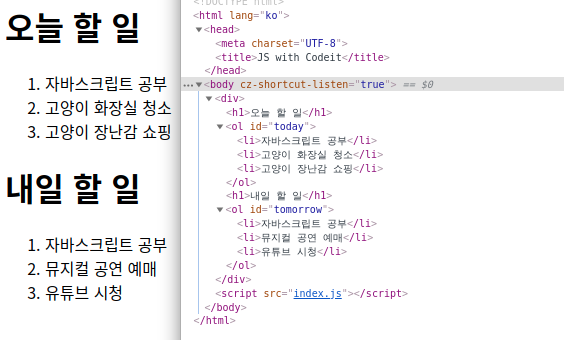 오늘 할 일
1. 자바스크립트 공부
2. 고양이 화장실 청소
3. 고양이 장난감 쇼핑
내일 할 일
1. 자바스크립트 공부
2. 뮤지컬 공연 예매
3. 유튜브 시청
<!DOCTYPE html>
<html lang="ko">
▼<head>
<meta charset="UTF-8">
<title>JS with Codeit</title>
</head>
…▼<body cz-shortcut-listen="true"> == $0
▼<div>
<h1>오늘 할 일</h1>
▼<ol id="today">
<li>자바스크립트 공부</li>
<li>고양이 화장실 청소</li>
<li>고양이 장난감 쇼핑</li>
</ol>
<h1>내일 할 일</h1>
▼<ol id="tomorrow">
<li>자바스크립트 공부</li>
<li>뮤지컬 공연 예매</li>
<li>유튜브 시청</li>
</ol>
</div>
<script src="index.js"></script>
</body>
</html>